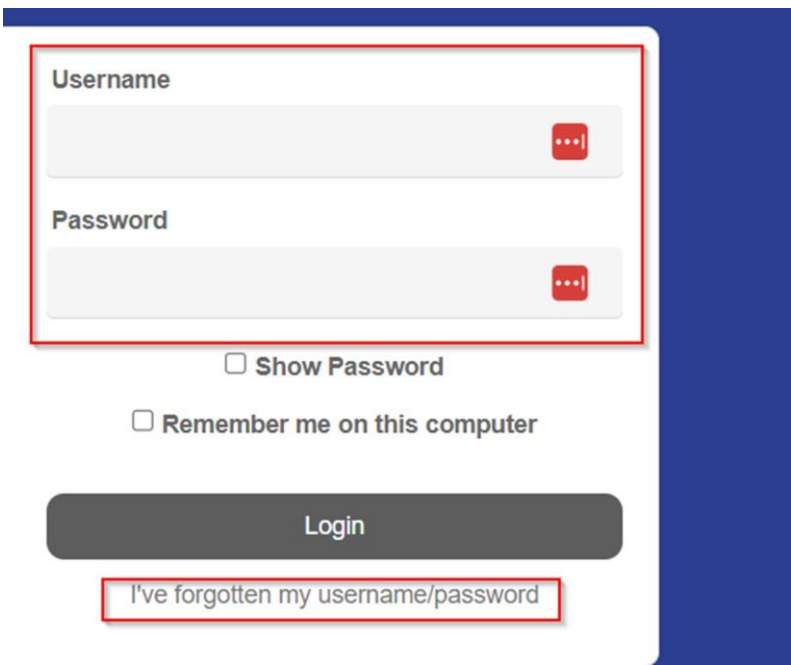 Username
Password
Show Password
Remember me on this computer
Login
I've forgotten my username/password